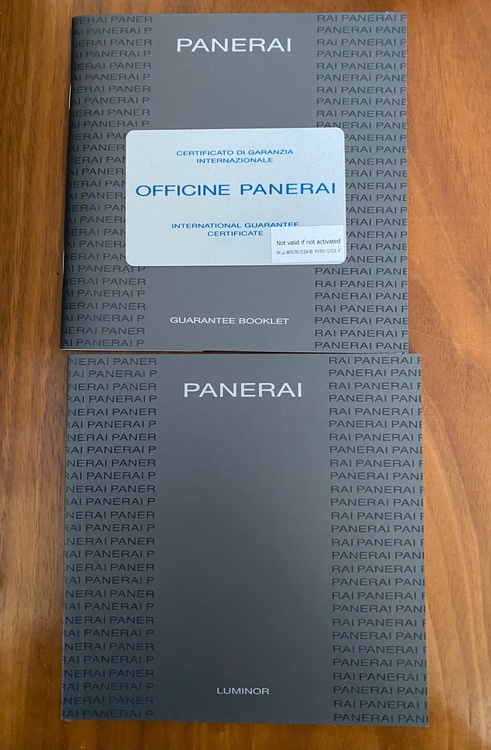 PANERAI
CERTIFICATO DI GARANZIA
INTERNAZIONALE
OFFICINE PANERAI
INTERNATIONAL GUARANTEE
CERTIFICATE
Not valid if not activated
GUARANTEE BOOKLET
PANERAI
LUMINOR